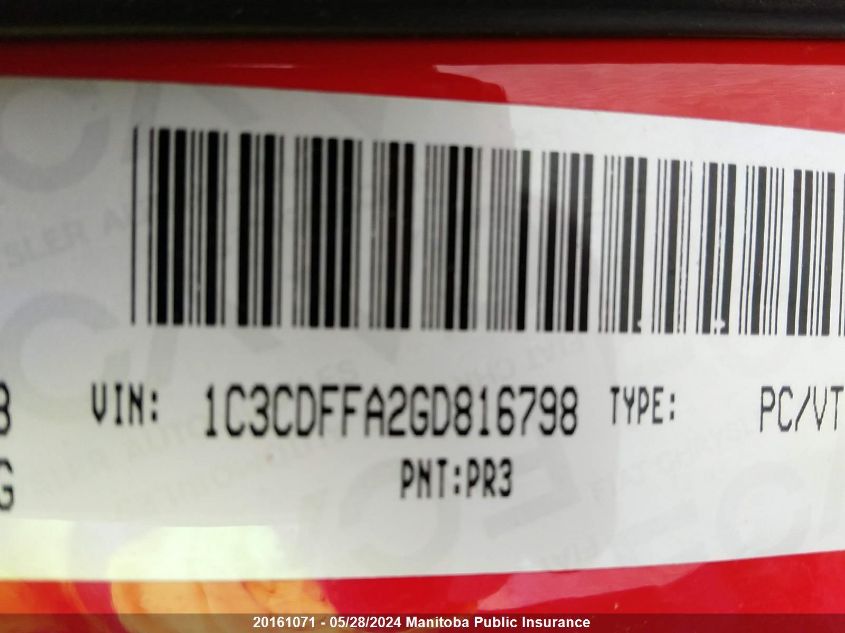 VIN: 1C3CDFFA2GD816798 TYPE: PC/VT
PNT:PR3
20161071 - 05/28/2024 Manitoba Public Insurance